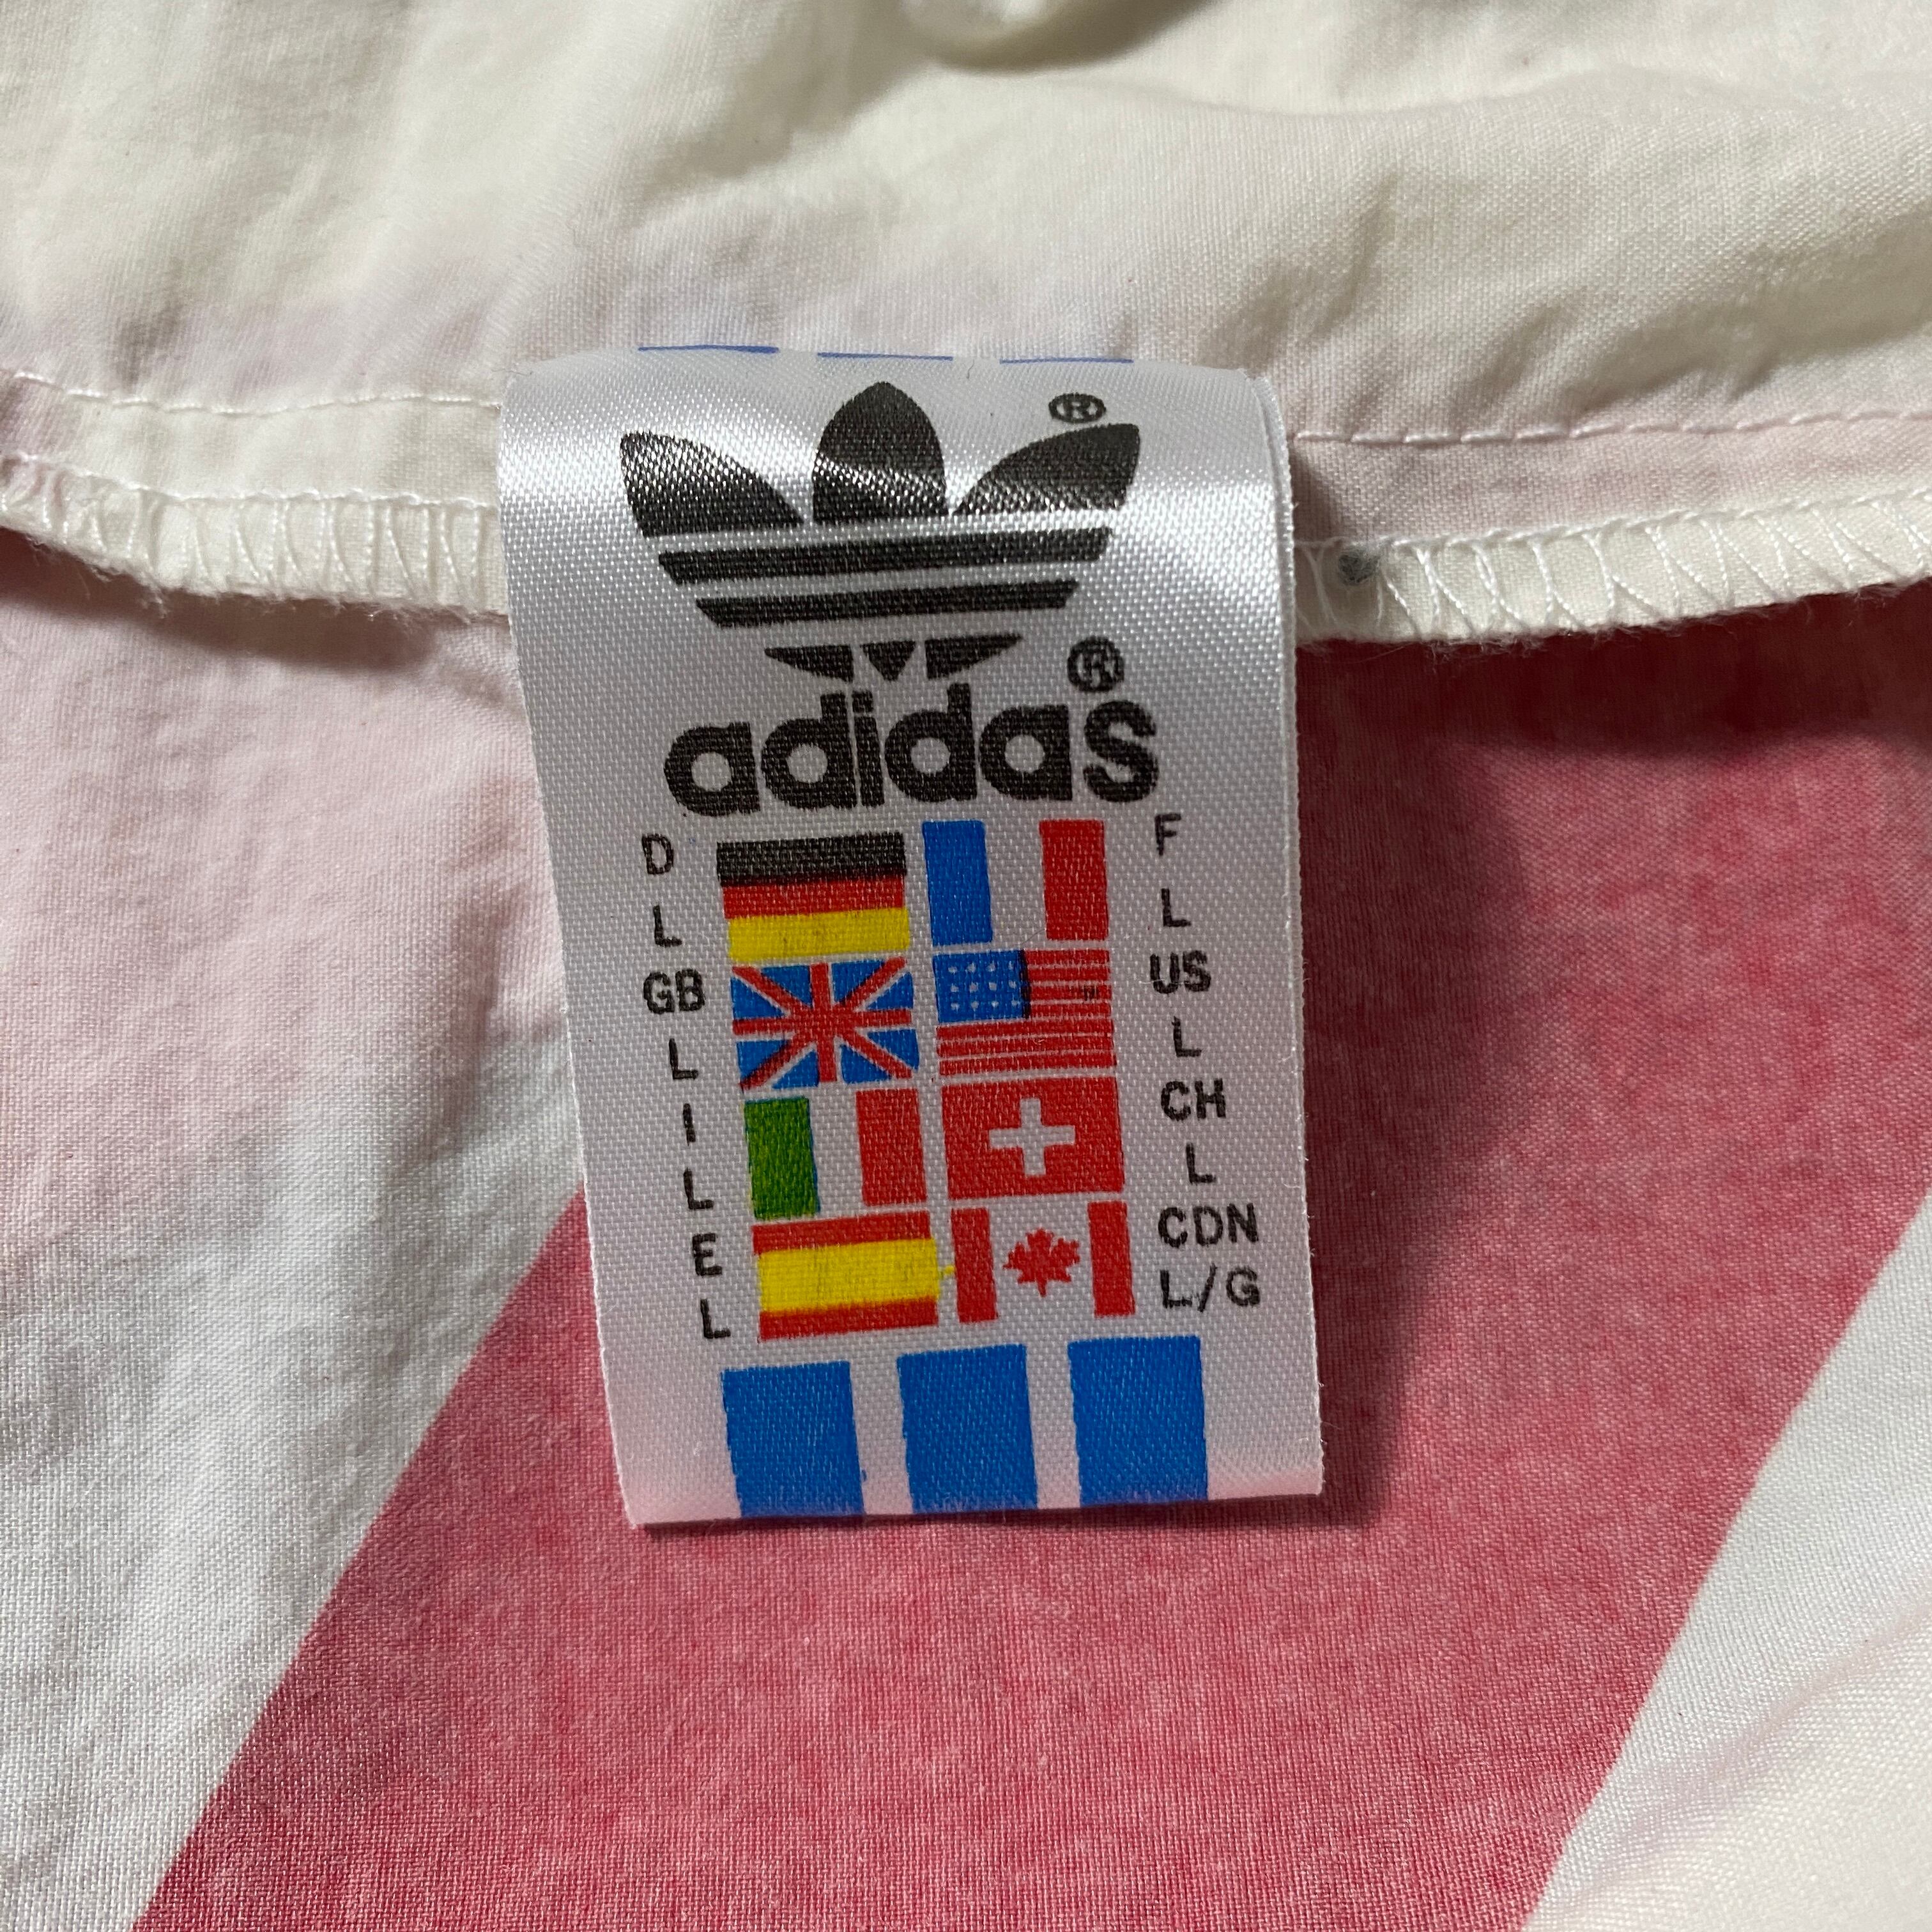 ®
®
adidas
D F
L L
GB US
L L
I CH
L L
E CDN
L L/G